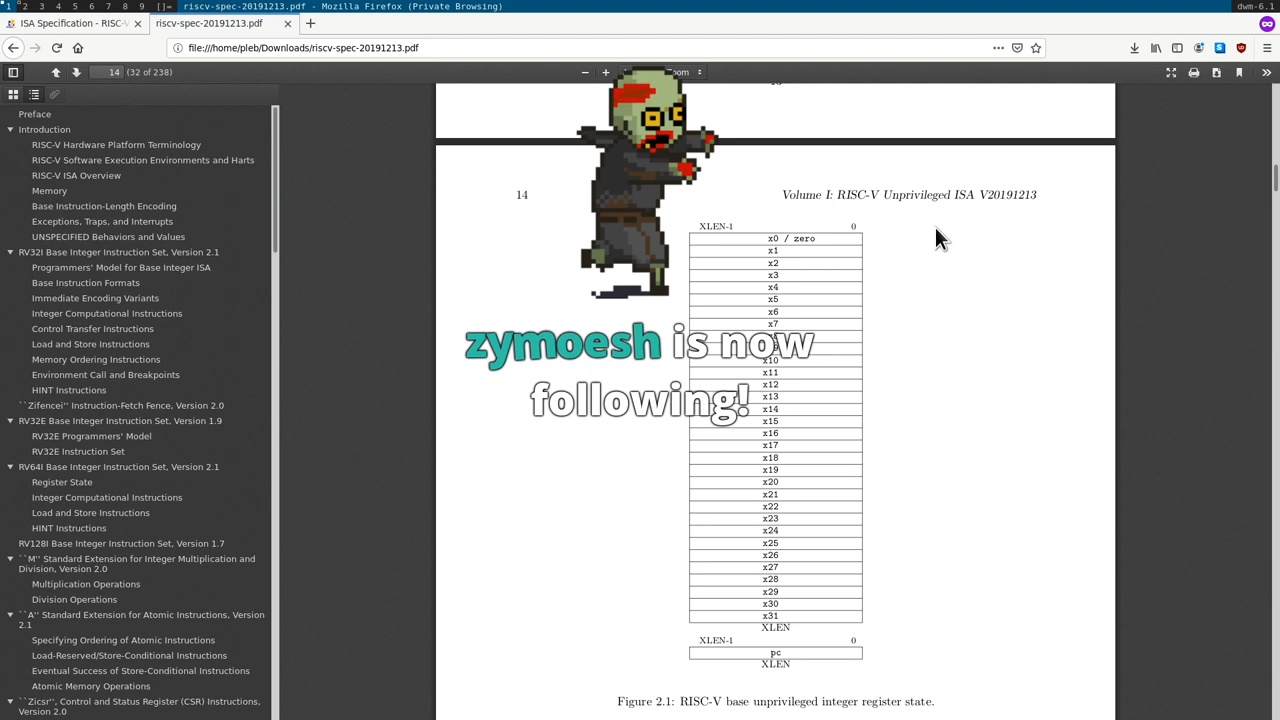 1 2 3 4 5 6 7 8 9 []= riscv-spec-20191213.pdf - Mozilla Firefox (Private Browsing) dwm-6.1
ISA Specification - RISC-V riscv-spec-20191213.pdf
file:///home/pleb/Downloads/riscv-spec-20191213.pdf
14 (32 of 238)
Preface
Introduction
RISC-V Hardware Platform Terminology
RISC-V Software Execution Environments and Harts
RISC-V ISA Overview
Memory
Base Instruction-Length Encoding
Exceptions, Traps, and Interrupts
UNSPECIFIED Behaviors and Values
RV32I Base Integer Instruction Set, Version 2.1
Programmers' Model for Base Integer ISA
Base Instruction Formats
Immediate Encoding Variants
Integer Computational Instructions
Control Transfer Instructions
Load and Store Instructions
Memory Ordering Instructions
Environment Call and Breakpoints
HINT Instructions
``Zifencei'' Instruction-Fetch Fence, Version 2.0
RV32E Base Integer Instruction Set, Version 1.9
RV32E Programmers' Model
RV32E Instruction Set
RV64I Base Integer Instruction Set, Version 2.1
Register State
Integer Computational Instructions
Load and Store Instructions
HINT Instructions
RV128I Base Integer Instruction Set, Version 1.7
``M'' Standard Extension for Integer Multiplication and
Division, Version 2.0
Multiplication Operations
Division Operations
``A'' Standard Extension for Atomic Instructions, Version
2.1
Specifying Ordering of Atomic Instructions
Load-Reserved/Store-Conditional Instructions
Eventual Success of Store-Conditional Instructions
Atomic Memory Operations
``Zicsr'', Control and Status Register (CSR) Instructions,
Version 2.0
14 Volume I: RISC-V Unprivileged ISA V20191213
XLEN-1 0
x0 / zero
x1
x2
x3
x4
x5
x6
x7
zymoesh is now
x10
x11
x12
x13
following!
x14
x15
x16
x17
x18
x19
x20
x21
x22
x23
x24
x25
x26
x27
x28
x29
x30
x31
XLEN
XLEN-1 0
pc
XLEN
Figure 2.1: RISC-V base unprivileged integer register state.